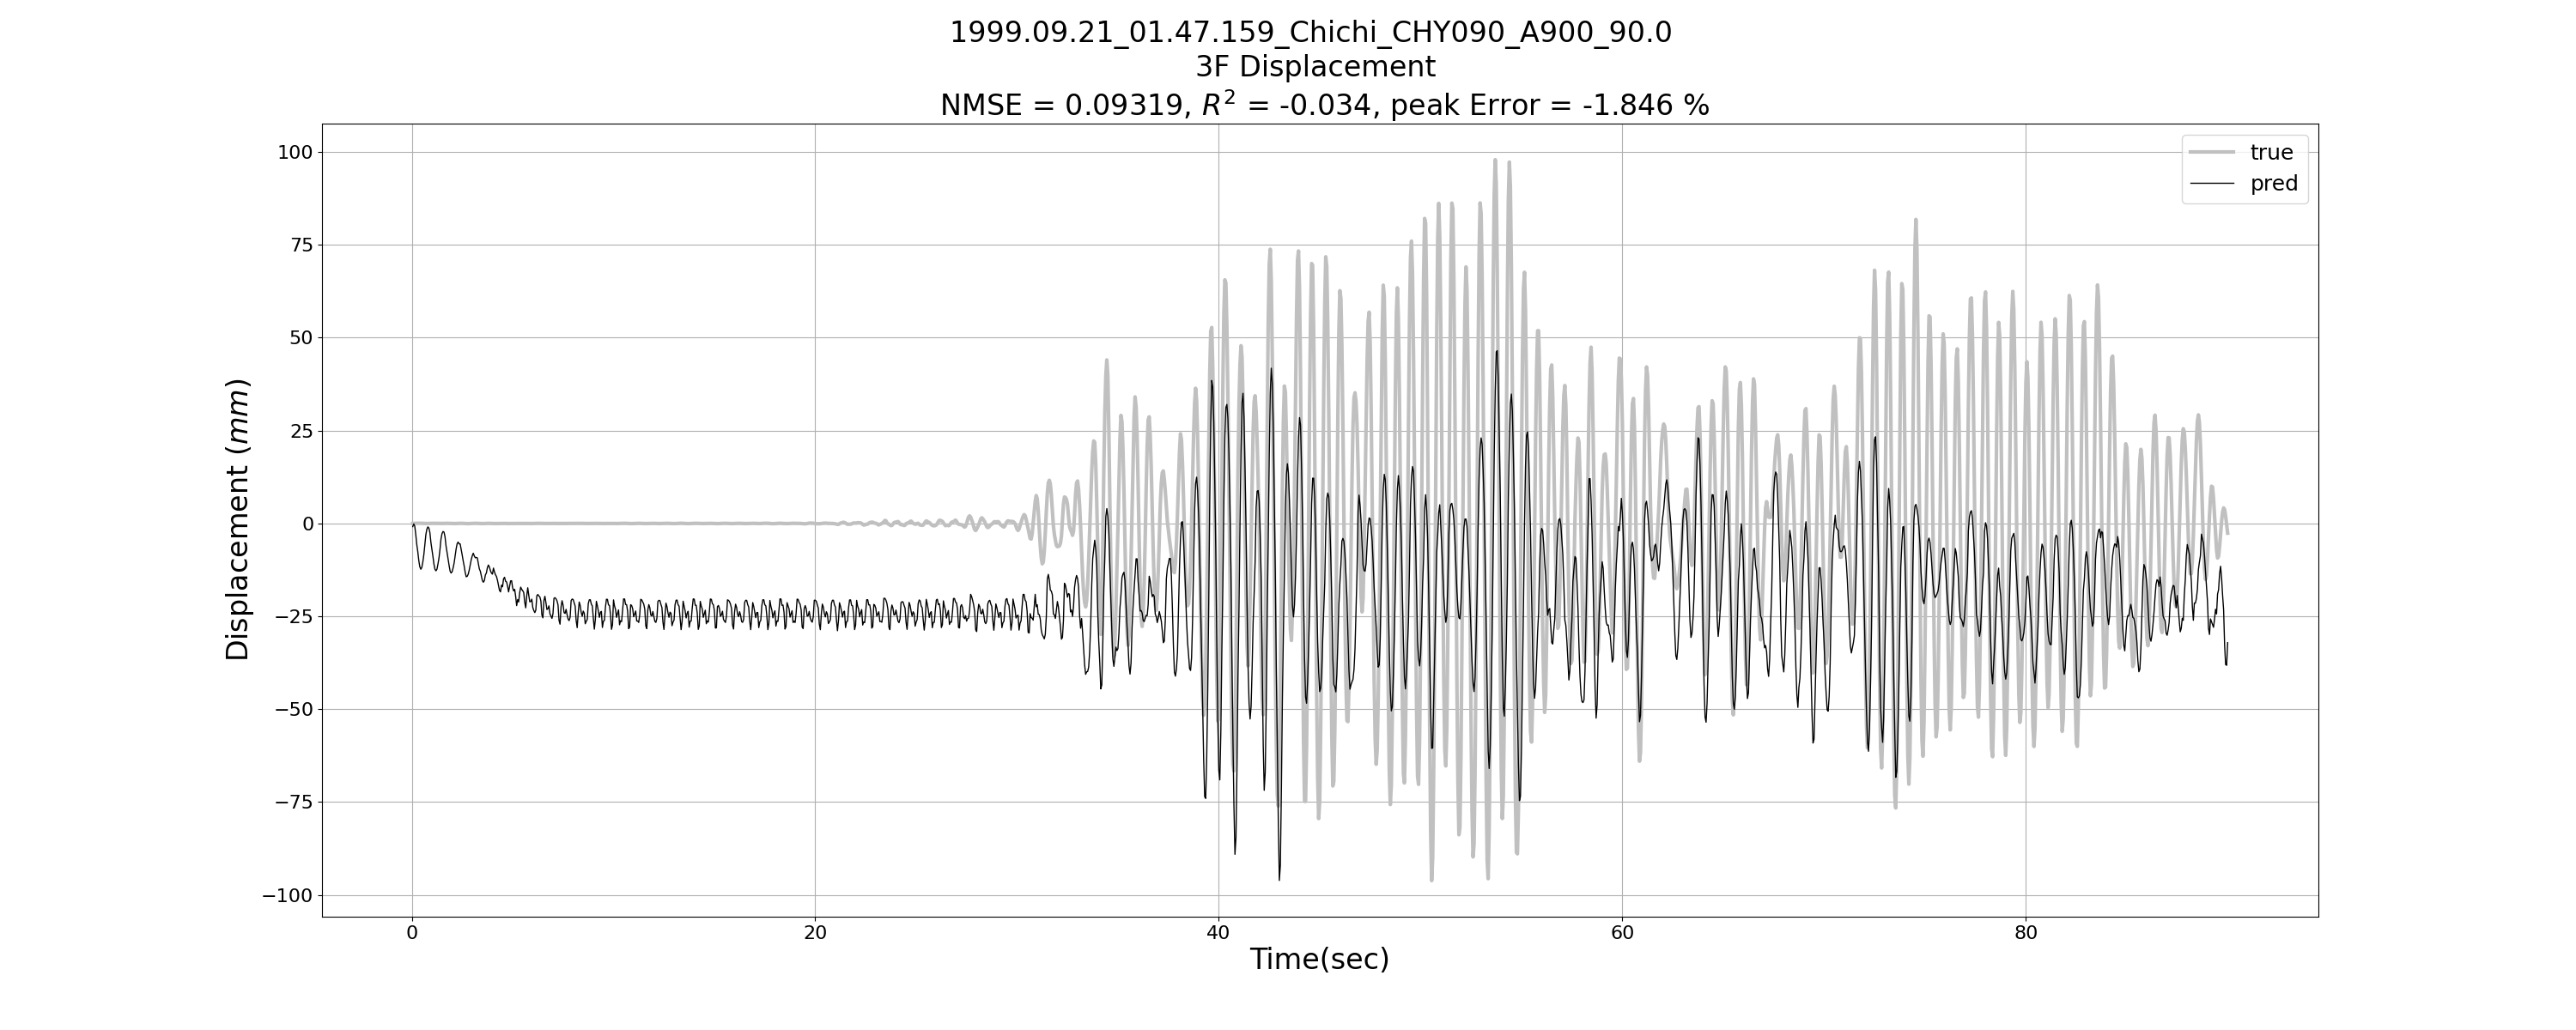 1999.09.21_01.47.159_Chichi_CHY090_A900_90.0
3F Displacement
NMSE = 0.09319, R² = -0.034, peak Error = -1.846 %
true
pred
Displacement (mm)
100
75
50
25
0
−25
−50
−75
−100
0
20
40
60
80
Time(sec)